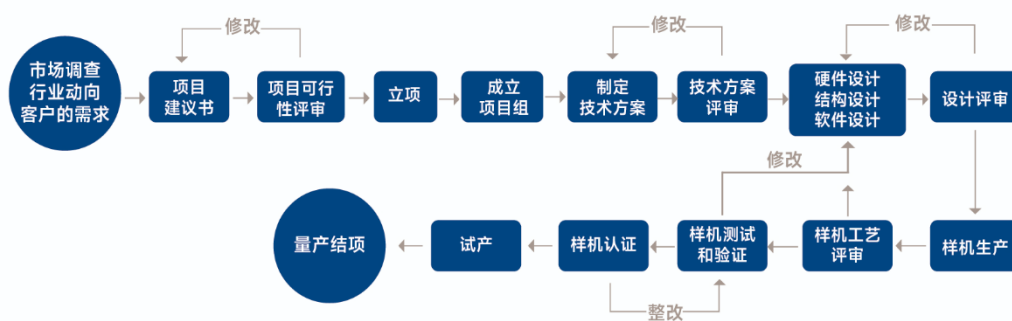 修改
修改
修改
市场调查
行业动向
客户的需求
项目
建议书
项目可行
性评审
立项
成立
项目组
制定
技术方案
技术方案
评审
硬件设计
结构设计
软件设计
设计评审
修改
量产结项
试产
样机认证
样机测试
和验证
样机工艺
评审
样机生产
整改